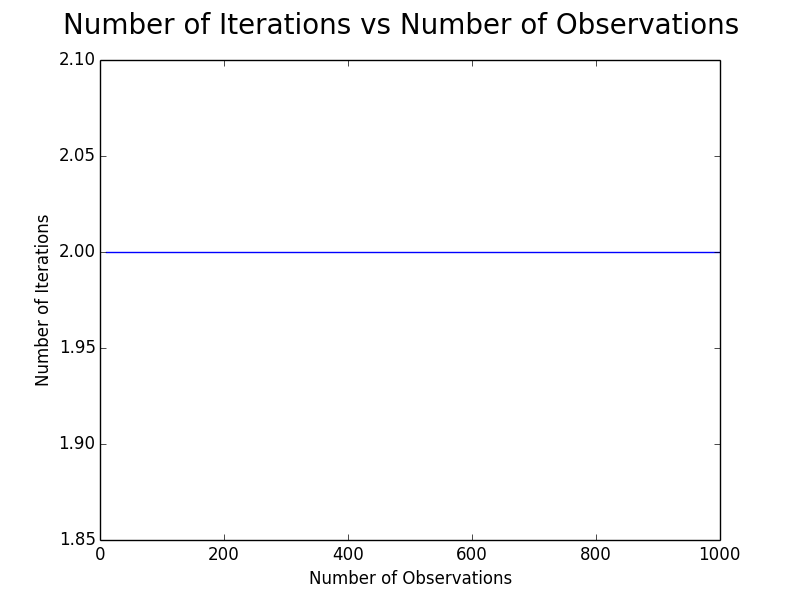 Number of Iterations vs Number of Observations
2.10
2.05
2.00
1.95
1.90
1.85
Number of Iterations
0 200 400 600 800 1000
Number of Observations